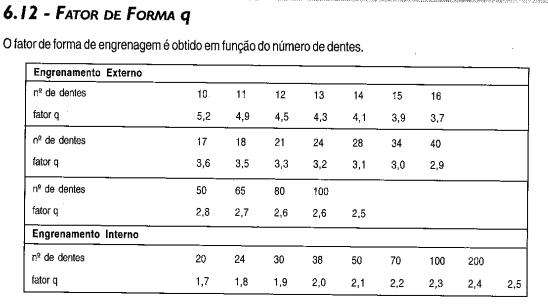 6.12 - FATOR DE FORMA q
O fator de forma de engrenagem é obtido em função do número de dentes.
Engrenamento Externo
nº de dentes 10 11 12 13 14 15 16
fator q 5,2 4,9 4,5 4,3 4,1 3,9 3,7
nº de dentes 17 18 21 24 28 34 40
fator q 3,6 3,5 3,3 3,2 3,1 3,0 2,9
nº de dentes 50 65 80 100
fator q 2,8 2,7 2,6 2,6 2,5
Engrenamento Interno
nº de dentes 20 24 30 38 50 70 100 200
fator q 1,7 1,8 1,9 2,0 2,1 2,2 2,3 2,4 2,5